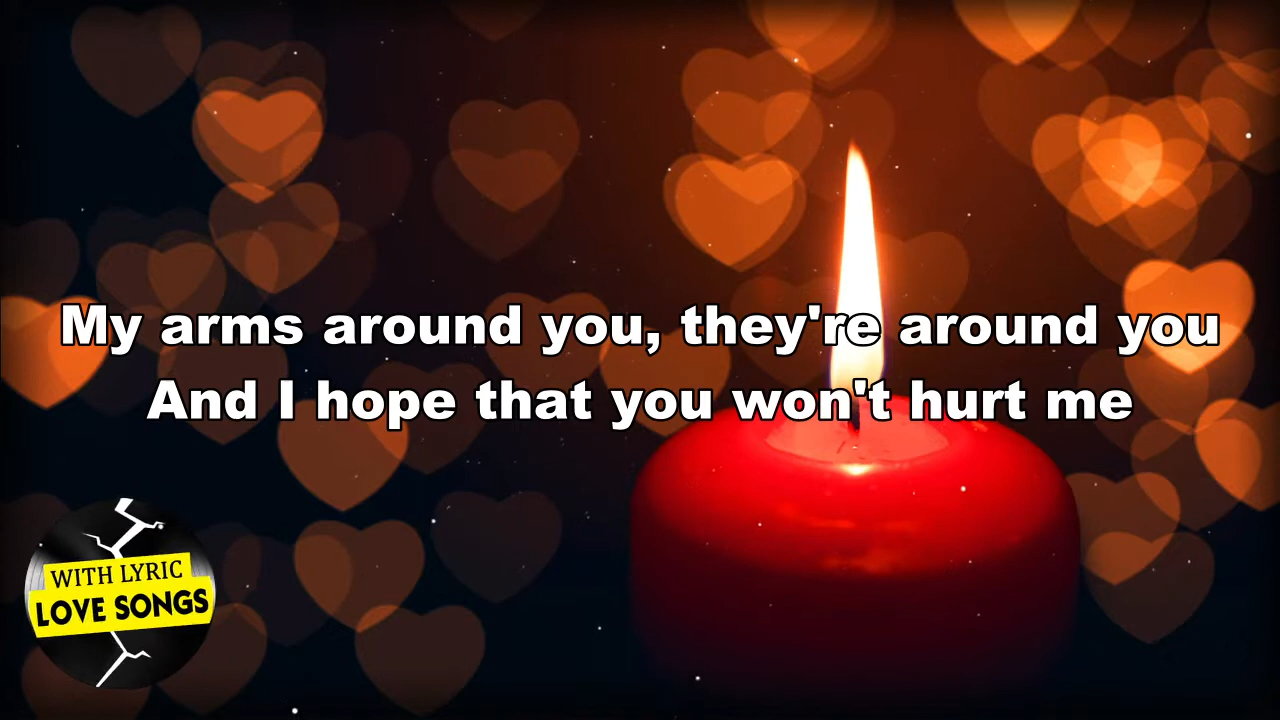 My arms around you, they're around you
And I hope that you won't hurt me
WITH LYRIC
LOVE SONGS